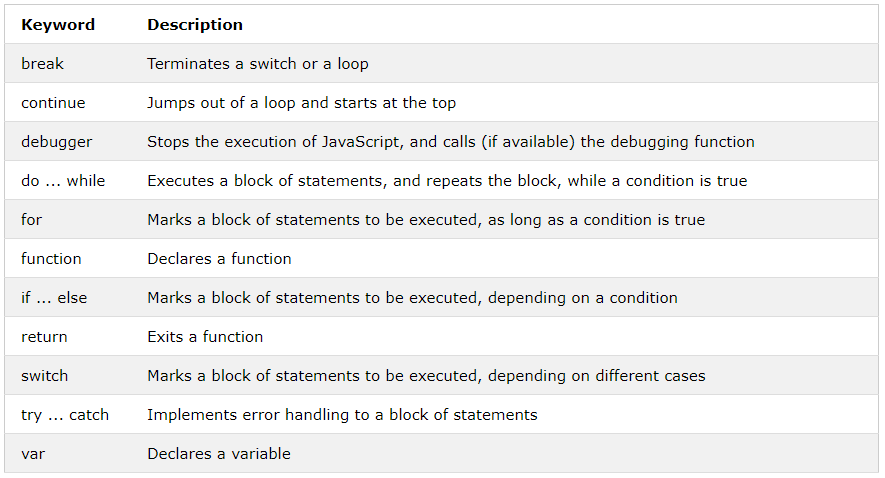 Keyword Description
break Terminates a switch or a loop
continue Jumps out of a loop and starts at the top
debugger Stops the execution of JavaScript, and calls (if available) the debugging function
do ... while Executes a block of statements, and repeats the block, while a condition is true
for Marks a block of statements to be executed, as long as a condition is true
function Declares a function
if ... else Marks a block of statements to be executed, depending on a condition
return Exits a function
switch Marks a block of statements to be executed, depending on different cases
try ... catch Implements error handling to a block of statements
var Declares a variable